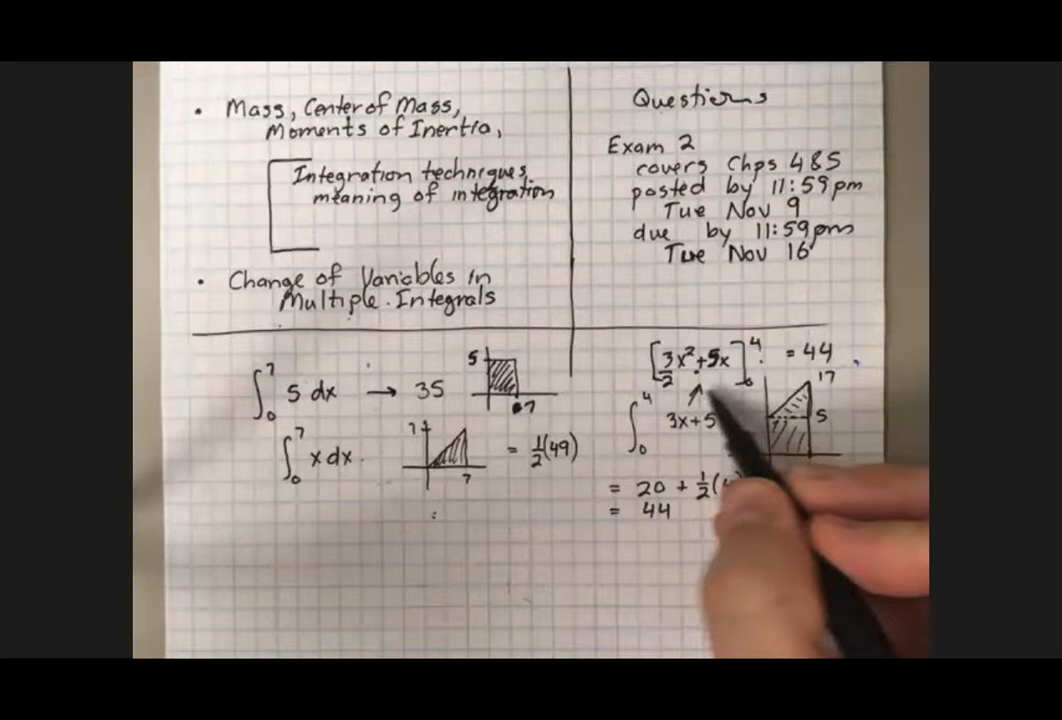 • Mass, Center of Mass,
Moments of Inertia,
Integration techniques,
meaning of integration
• Change of Variables in
Multiple Integrals
Questions
Exam 2
covers Chps 4&5
posted by 11:59pm
Tue Nov 9
due by 11:59pm
Tue Nov 16
∫₀⁷ 5 dx → 35
5
7
∫₀⁷ x dx.
7
7
= ½(49)
[3/2 x² + 5x]₀⁴ = 44
∫₀⁴ 3x+5
17
5
= 20 + ½(
= 44